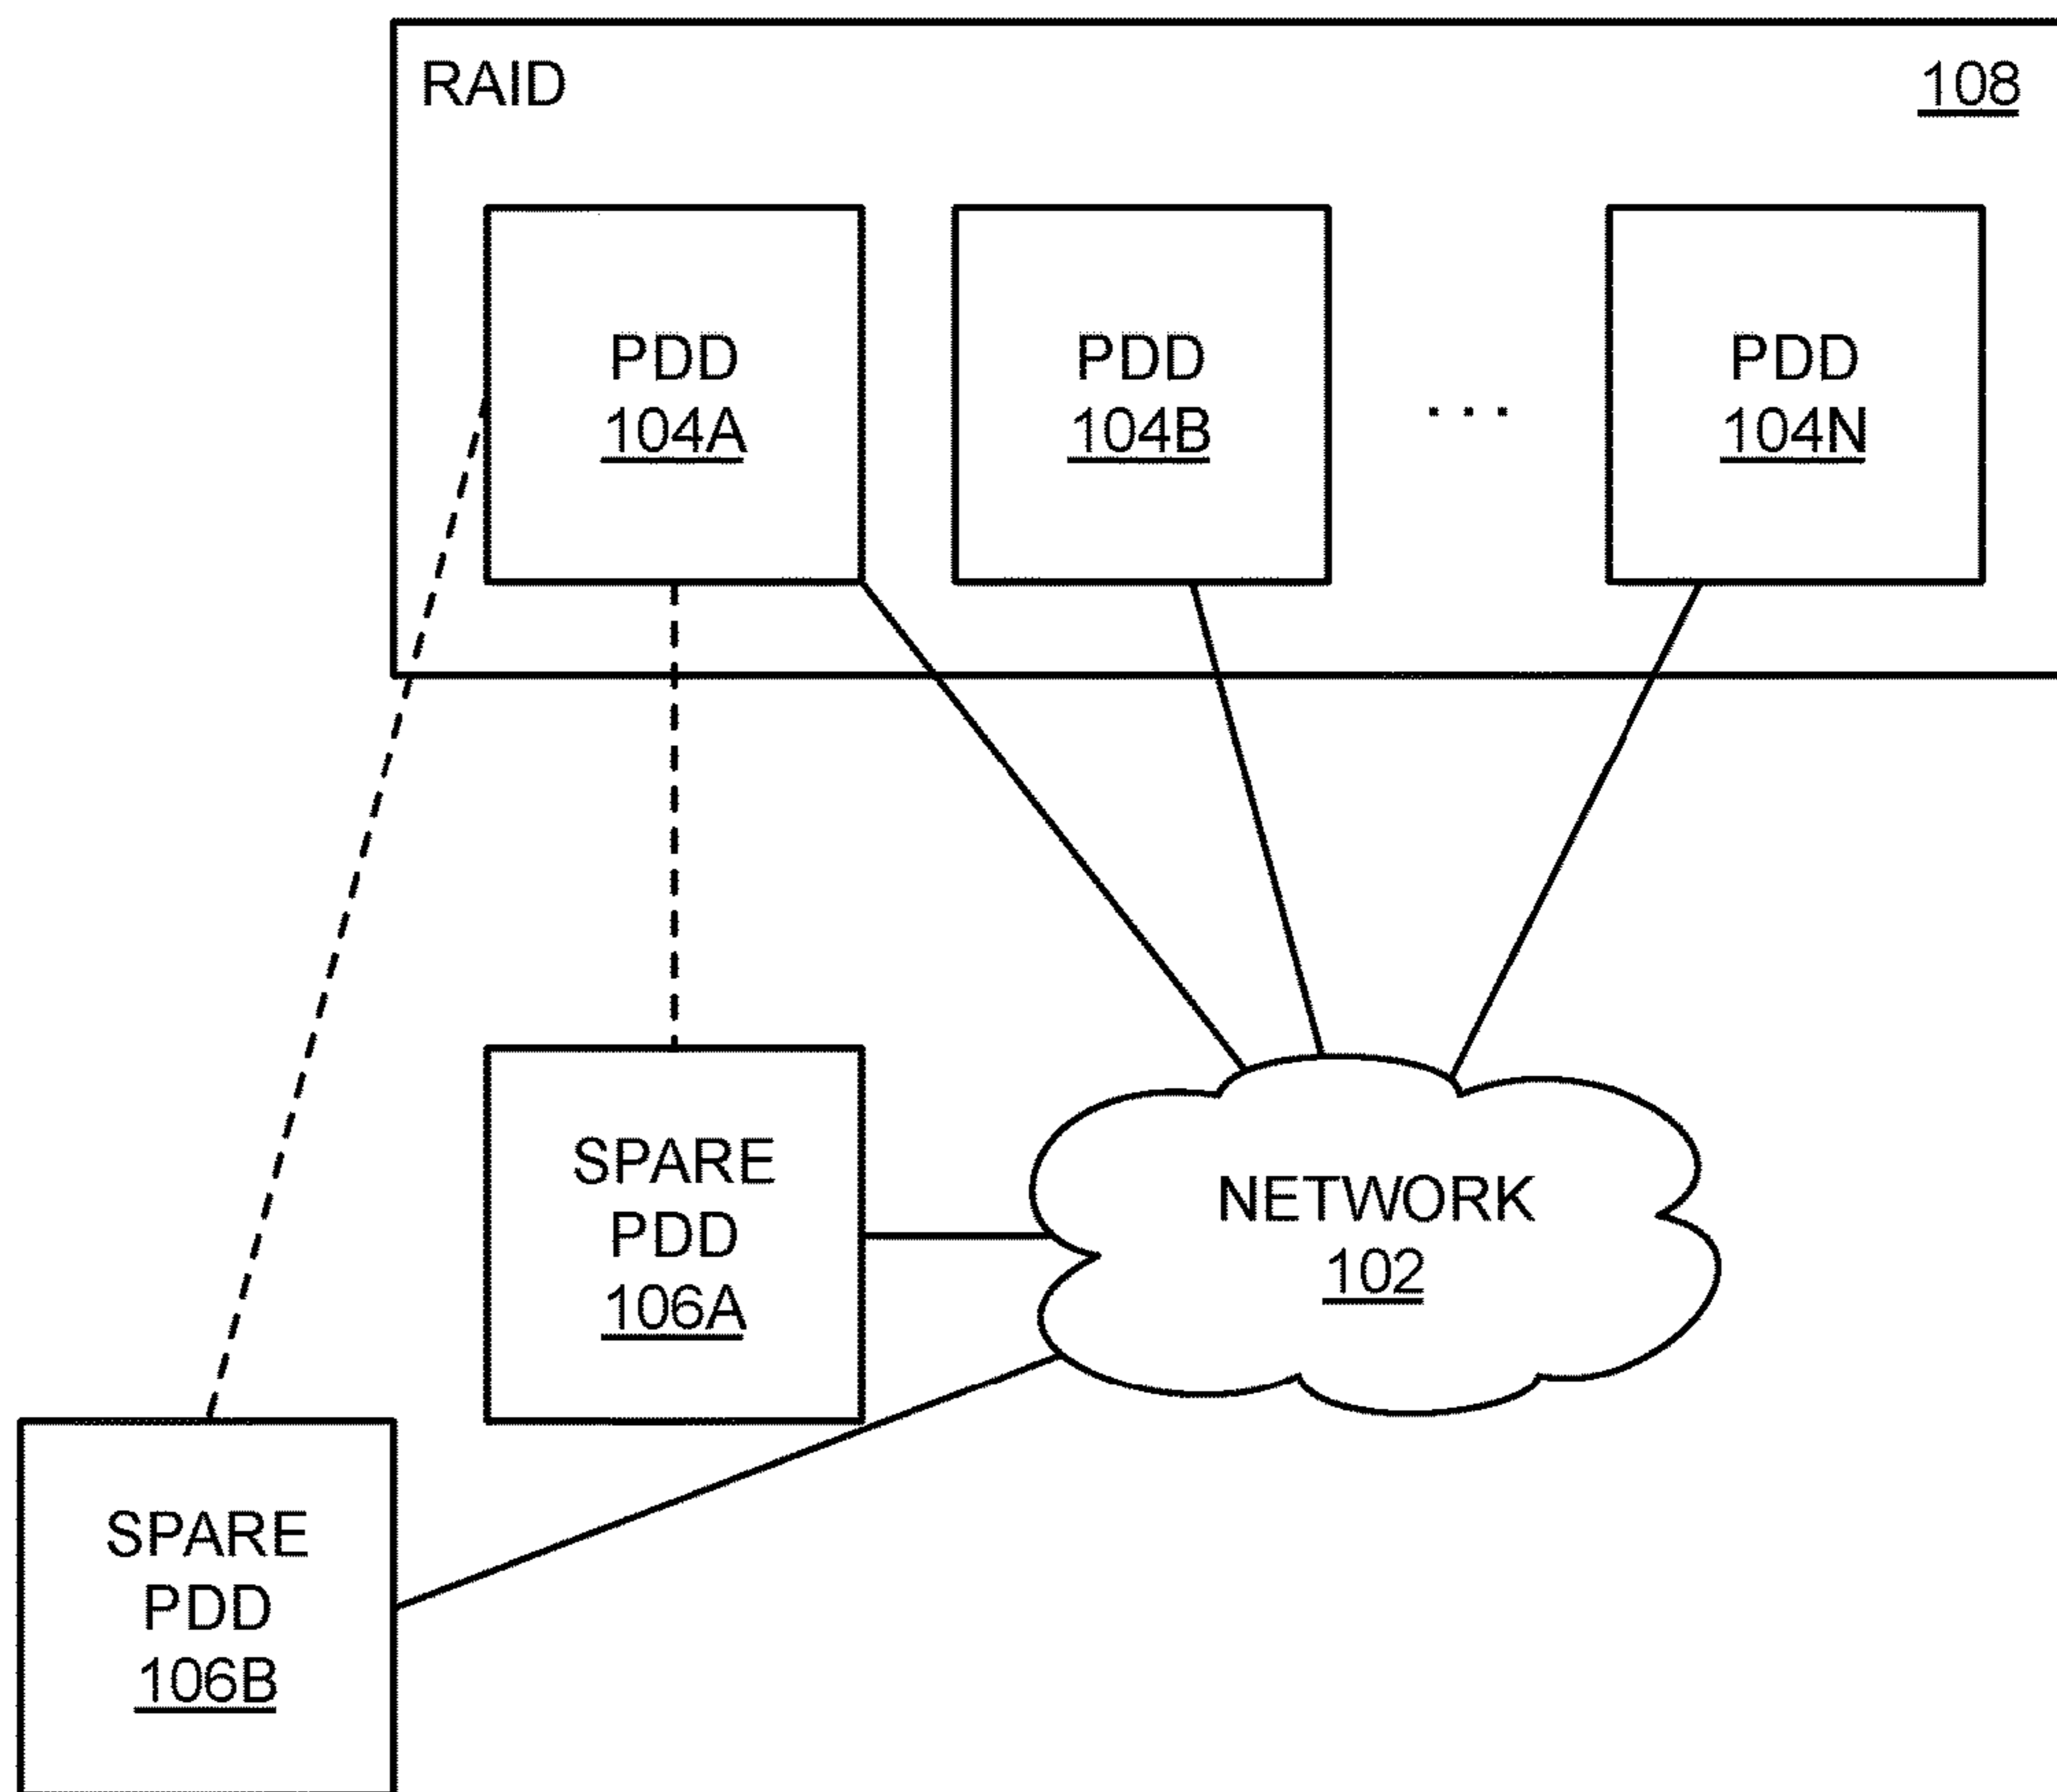 RAID
108
PDD
104A
PDD
104B
. . .
PDD
104N
SPARE
PDD
106A
NETWORK
102
SPARE
PDD
106B